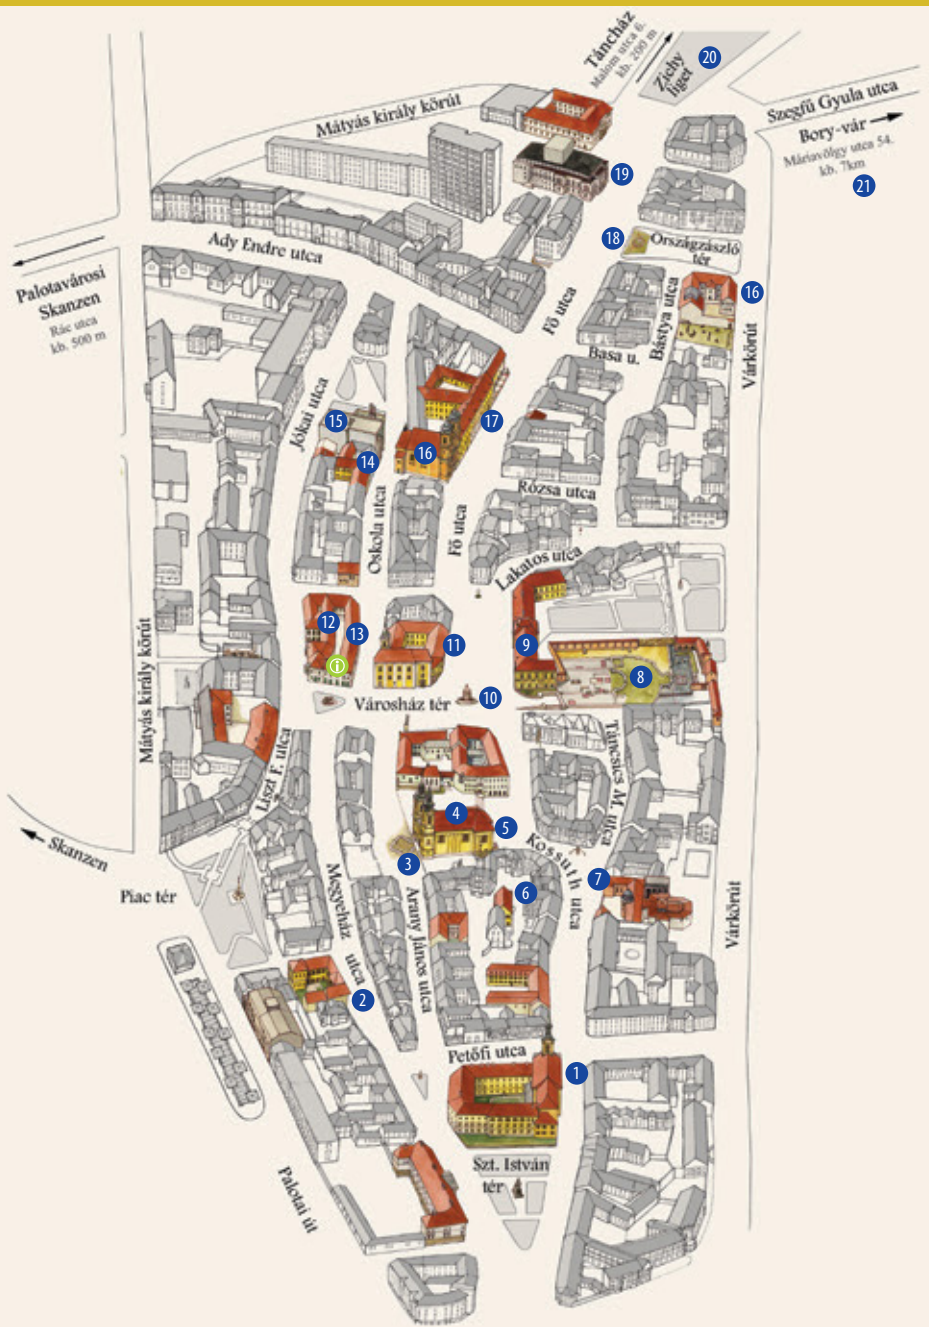 Táncház
Malom utca 6.
kb. 200 m
Zichy
liget
20
Szegfű Gyula utca
Bory-vár
Máriavölgy utca 54.
kb. 7km
21
Mátyás király körút
19
18
Országzászló
tér
Ady Endre utca
Palotavárosi
Skanzen
Rác utca
kb. 500 m
Fő utca
Bástya utca
16
Várkörút
Basa u.
Jókai utca
15
14
16
17
Oskola utca
Fő utca
Rózsa utca
Lakatos utca
12
13
11
9
8
i
10
Városház tér
Mátyás király körút
Liszt F. utca
Táncsics M. utca
4
5
3
Kossuth utca
Skanzen
Piac tér
Megyeház
utca
Arany János utca
6
7
Várkörút
2
Petőfi utca
1
Szt. István
tér
Palotai út